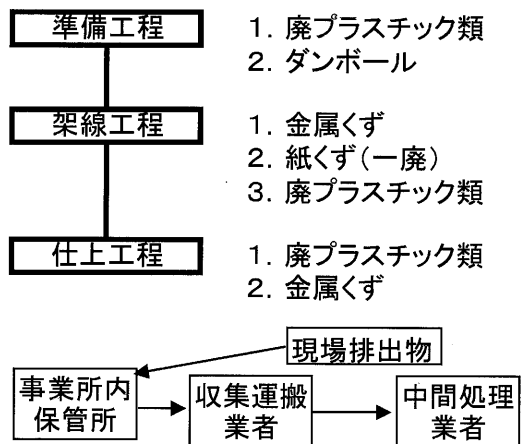 準備工程
1. 廃プラスチック類
2. ダンボール
架線工程
1. 金属くず
2. 紙くず(一廃)
3. 廃プラスチック類
仕上工程
1. 廃プラスチック類
2. 金属くず
現場排出物
事業所内
保管所
収集運搬
業者
中間処理
業者